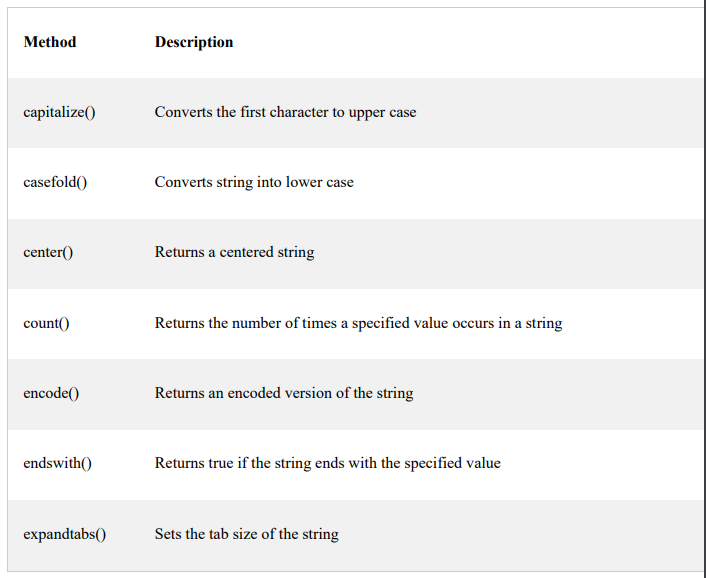 Method Description
capitalize() Converts the first character to upper case
casefold() Converts string into lower case
center() Returns a centered string
count() Returns the number of times a specified value occurs in a string
encode() Returns an encoded version of the string
endswith() Returns true if the string ends with the specified value
expandtabs() Sets the tab size of the string